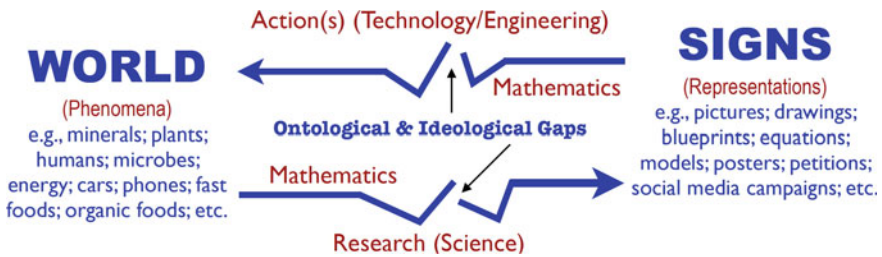 Action(s) (Technology/Engineering)
WORLD
(Phenomena)
e.g., minerals; plants;
humans; microbes;
energy; cars; phones; fast
foods; organic foods; etc.
Mathematics
Ontological & Ideological Gaps
Mathematics
Research (Science)
SIGNS
(Representations)
e.g., pictures; drawings;
blueprints; equations;
models; posters; petitions;
social media campaigns; etc.